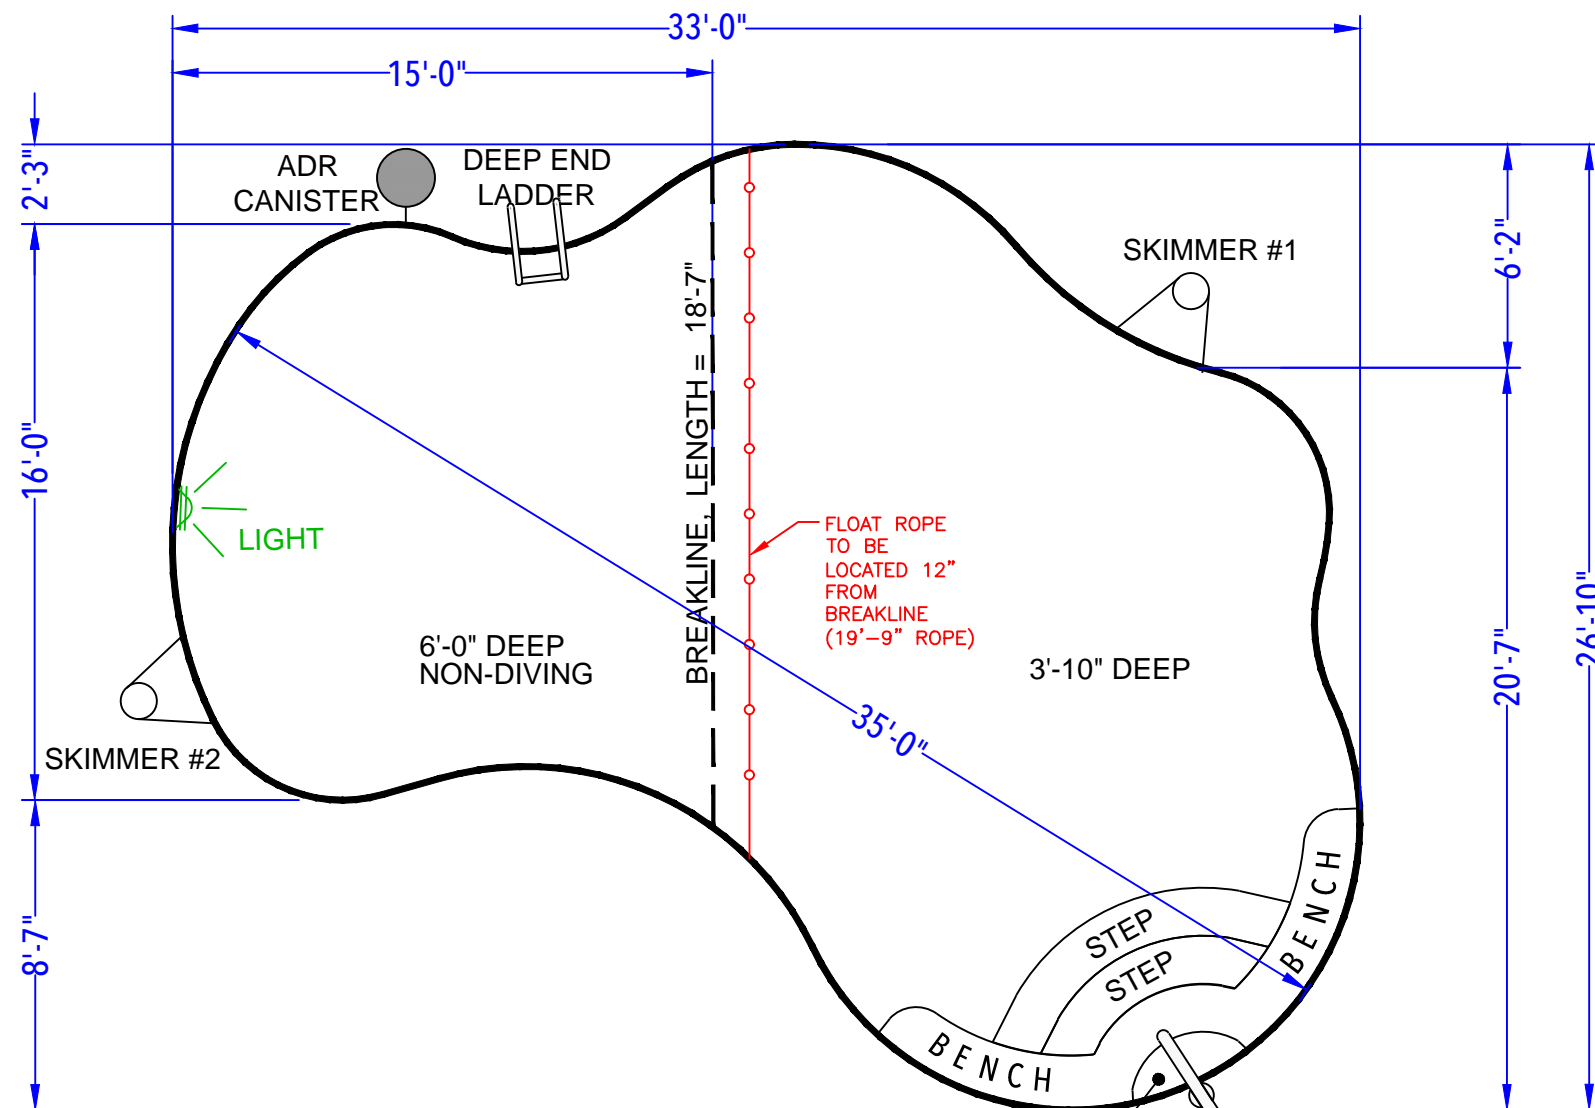 33'-0"
15'-0"
2'-3"
ADR
CANISTER
DEEP END
LADDER
SKIMMER #1
6'-2"
BREAKLINE, LENGTH = 18'-7"
16'-0"
LIGHT
FLOAT ROPE
TO BE
LOCATED 12"
FROM
BREAKLINE
(19'-9" ROPE)
6'-0" DEEP
NON-DIVING
3'-10" DEEP
20'-7"
26'-10"
35'-0"
SKIMMER #2
8'-7"
STEP
STEP
BENCH
BENCH